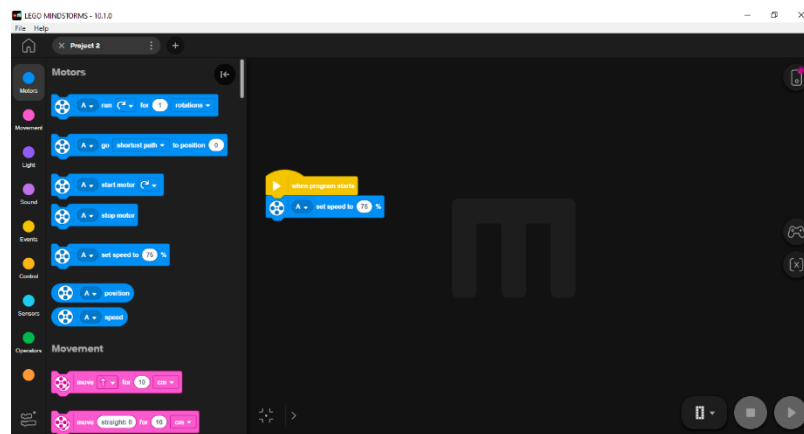 LEGO MINDSTORMS - 10.1.0
File Help
Project 2
Motors
Movement
Light
Sound
Events
Control
Sensors
Operators
Motors
A run for 1 rotations
A go shortest path to position 0
A start motor
A stop motor
A set speed to 75 %
A position
A speed
Movement
move for 10 cm
move straight: 0 for 10 cm
when program starts
A set speed to 75 %